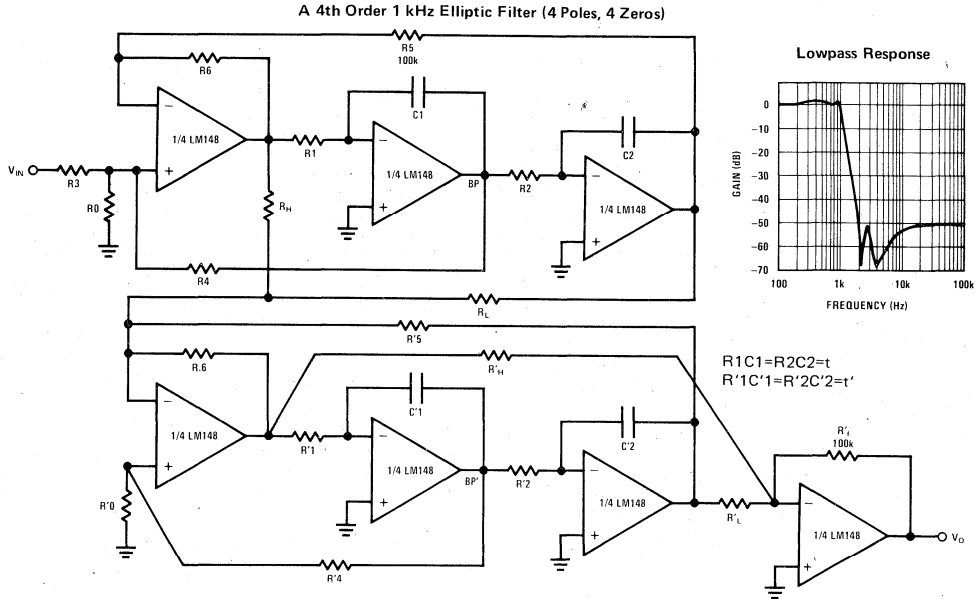 A 4th Order 1 kHz Elliptic Filter (4 Poles, 4 Zeros)
R5
100k
R6
C1
C2
1/4 LM148
R1
1/4 LM148
BP
R2
1/4 LM148
VIN
R3
R0
RH
R4
RL
Lowpass Response
GAIN (dB)
0
-10
-20
-30
-40
-50
-60
-70
100
1k
10k
100k
FREQUENCY (Hz)
R1C1=R2C2=t
R'1C'1=R'2C'2=t'
R'5
R.6
R'H
C'1
C'2
1/4 LM148
R'1
1/4 LM148
BP'
R'2
1/4 LM148
R'L
R'f
100k
1/4 LM148
VO
R'0
R'4